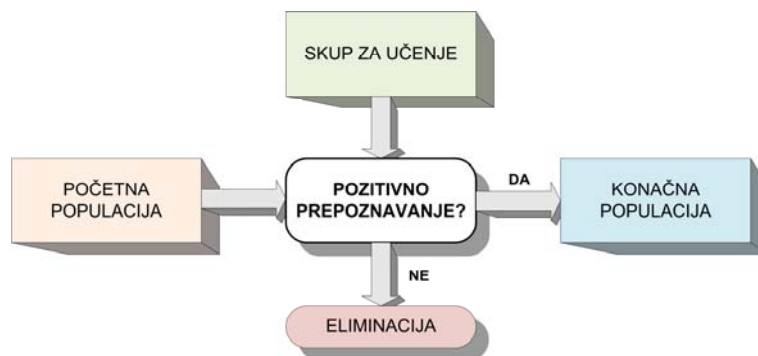 SKUP ZA UČENJE
POČETNA
POPULACIJA
POZITIVNO
PREPOZNAVANJE?
DA
KONAČNA
POPULACIJA
NE
ELIMINACIJA